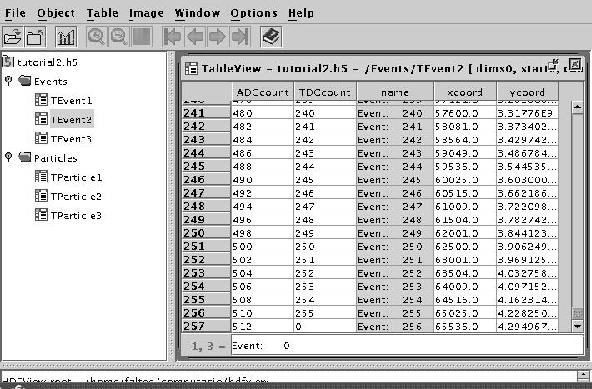 File Object Table Image Window Options Help
tutorial2.h5
Events
TEvent1
TEvent2
TEvent3
Particles
TParticle1
TParticle2
TParticle3
TableView - tutorial2.h5 - /Events/TEvent2 [dims0, start,
ADCcount TDCcount name xcoord ycoord
241 480 240 Event: 240 57600.0 3.317769
242 482 241 Event: 241 58081.0 3.373402...
243 484 242 Event: 242 58564.0 3.429742...
244 486 243 Event: 243 59049.0 3.486784...
245 488 244 Event: 244 59535.0 3.544535...
246 490 245 Event: 245 60025.0 3.603000...
247 492 246 Event: 246 60515.0 3.662186...
248 494 247 Event: 247 61009.0 3.722098...
249 496 248 Event: 248 61504.0 3.782742...
250 498 249 Event: 249 62001.0 3.844123...
251 500 250 Event: 250 62500.0 3.906249...
252 502 251 Event: 251 63001.0 3.969125...
253 504 252 Event: 252 63504.0 4.032758...
254 506 253 Event: 253 64009.0 4.097152...
255 508 254 Event: 254 64515.0 4.162314...
256 510 255 Event: 255 65025.0 4.228250...
257 512 0 Event: 256 65535.0 4.294967...
1, 3 = Event: 0